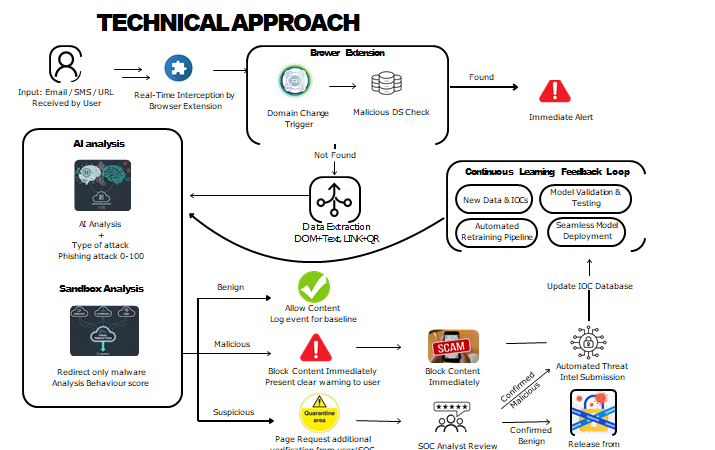 TECHNICAL APPROACH
Brower Extension
Input: Email / SMS / URL
Received by User
Real-Time Interception by
Browser Extension
Domain Change
Trigger
Malicious DS Check
Found
Immediate Alert
Not Found
AI analysis
AI Analysis
+
Type of attack
Phishing attack 0-100
Data Extraction
DOM+Text, LINK+QR
Continuous Learning Feedback Loop
New Data & IOCs
Model Validation &
Testing
Automated
Retraining Pipeline
Seamless Model
Deployment
Sandbox Analysis
Redirect only malware
Analysis Behaviour score
Benign
Allow Content
Log event for baseline
Update IOC Database
Malicious
Block Content Immediately
Present clear warning to user
SCAM
Block Content
Immediately
Automated Threat
Intel Submission
Suspicious
Quarantine
area
Page Request additional
verification from user/SOC
SOC Analyst Review
Confirmed
Malicious
Confirmed
Benign
Release from